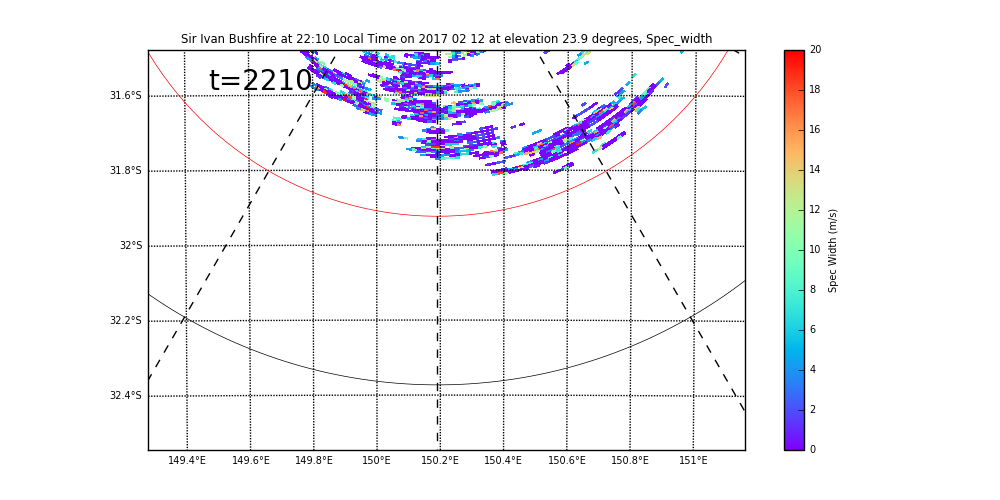 Sir Ivan Bushfire at 22:10 Local Time on 2017 02 12 at elevation 23.9 degrees, Spec_width
t=2210
31.6°S
31.8°S
32°S
32.2°S
32.4°S
149.4°E 149.6°E 149.8°E 150°E 150.2°E 150.4°E 150.6°E 150.8°E 151°E
20
18
16
14
12
10
8
6
4
2
0
Spec Width (m/s)